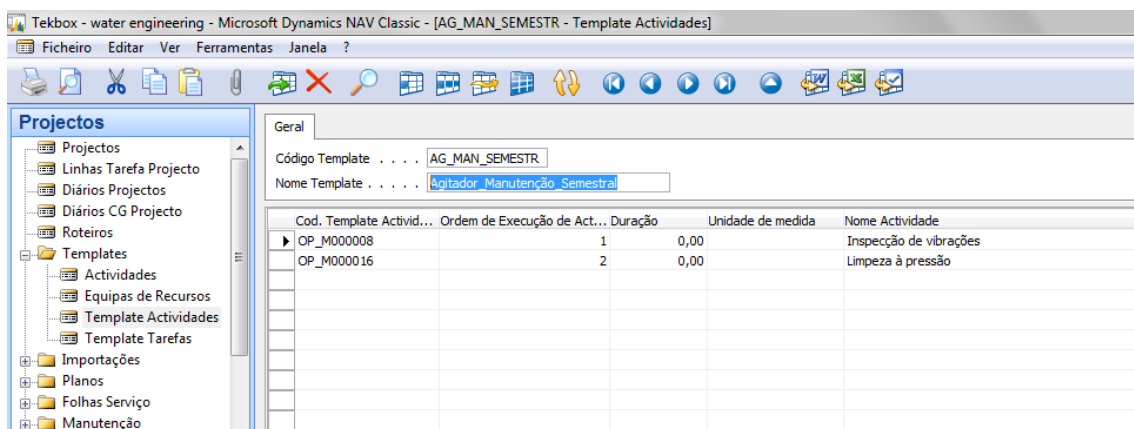 Tekbox - water engineering - Microsoft Dynamics NAV Classic - [AG_MAN_SEMESTR - Template Actividades]
Ficheiro Editar Ver Ferramentas Janela ?
Projectos
Projectos
Linhas Tarefa Projecto
Diários Projectos
Diários CG Projecto
Roteiros
Templates
Actividades
Equipas de Recursos
Template Actividades
Template Tarefas
Importações
Planos
Folhas Serviço
Manutenção
Geral
Código Template . . . . AG_MAN_SEMESTR
Nome Template . . . . . Agitador_Manutenção_Semestral
Cod. Template Activid... Ordem de Execução de Act... Duração Unidade de medida Nome Actividade
OP_M000008 1 0,00 Inspecção de vibrações
OP_M000016 2 0,00 Limpeza à pressão